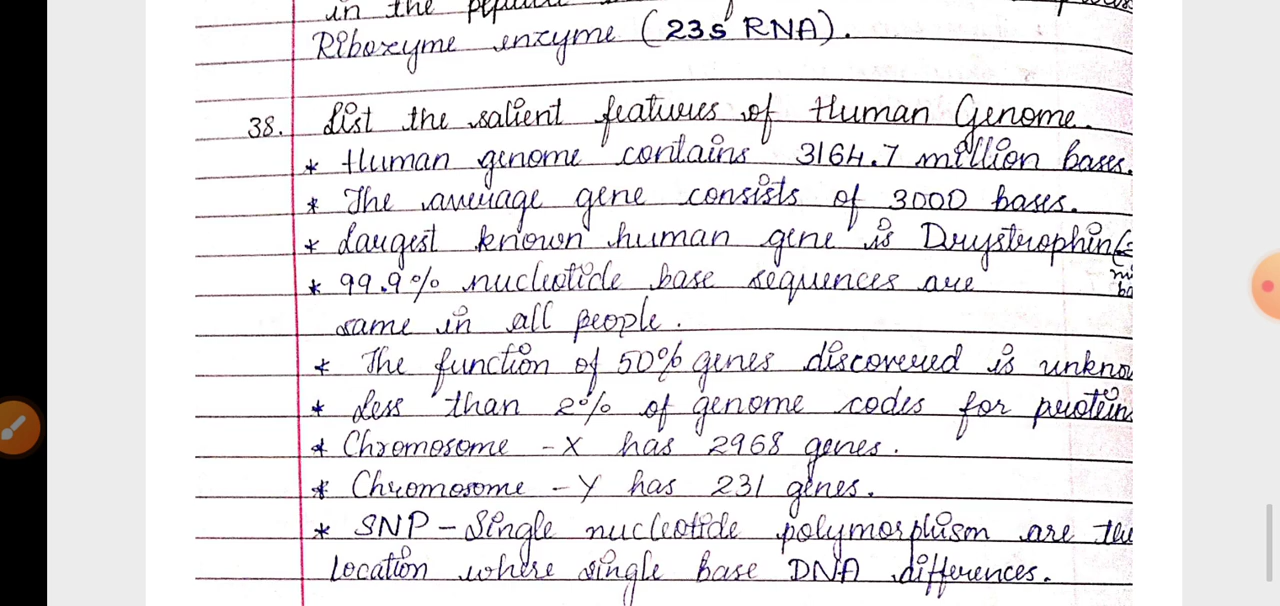 in the
Ribozyme enzyme (23s RNA).
38. List the salient features of Human Genome.
* Human genome contains 3164.7 million bases.
* The average gene consists of 3000 bases.
* Largest known human gene is Drystrophin(
* 99.9% nucleotide base sequences are
same in all people.
* The function of 50% genes discovered is unkno
* Less than 2% of genome codes for protein
* Chromosome -X has 2968 genes.
* Chromosome -Y has 231 genes.
* SNP - Single nucleotide polymorphism are the
Location where single base DNA differences.